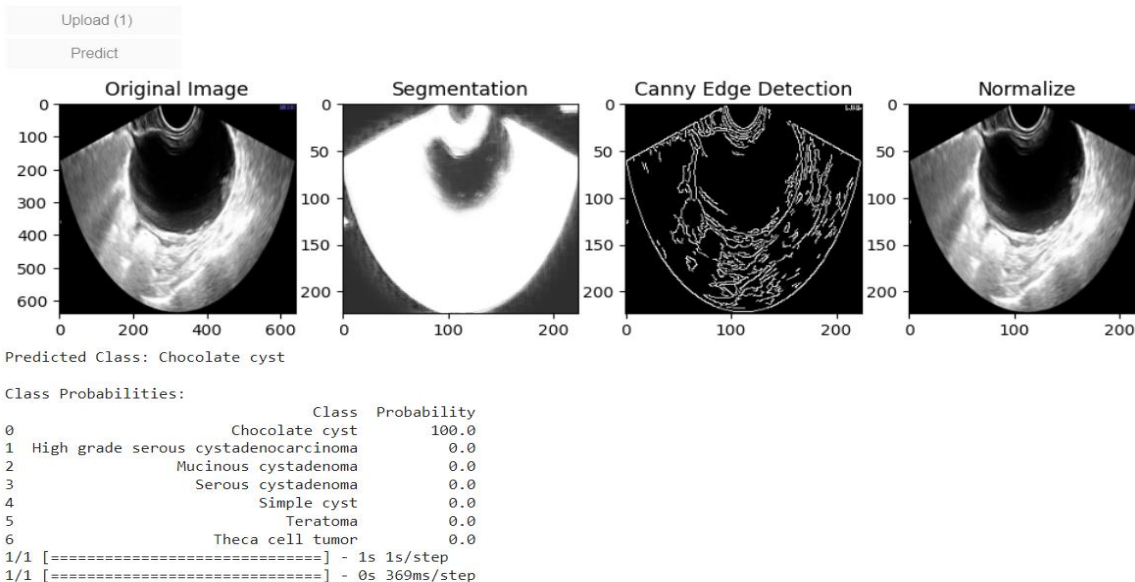 Upload (1)
Predict
Original Image Segmentation Canny Edge Detection Normalize
0 0 0 0
100 50 50 50
200 100 100 100
300 150 150 150
400 200 200 200
500
600
0 200 400 600 0 100 200 0 100 200 0 100 200
Predicted Class: Chocolate cyst
Class Probabilities:
Class Probability
0 Chocolate cyst 100.0
1 High grade serous cystadenocarcinoma 0.0
2 Mucinous cystadenoma 0.0
3 Serous cystadenoma 0.0
4 Simple cyst 0.0
5 Teratoma 0.0
6 Theca cell tumor 0.0
1/1 [==============================] - 1s 1s/step
1/1 [==============================] - 0s 369ms/step